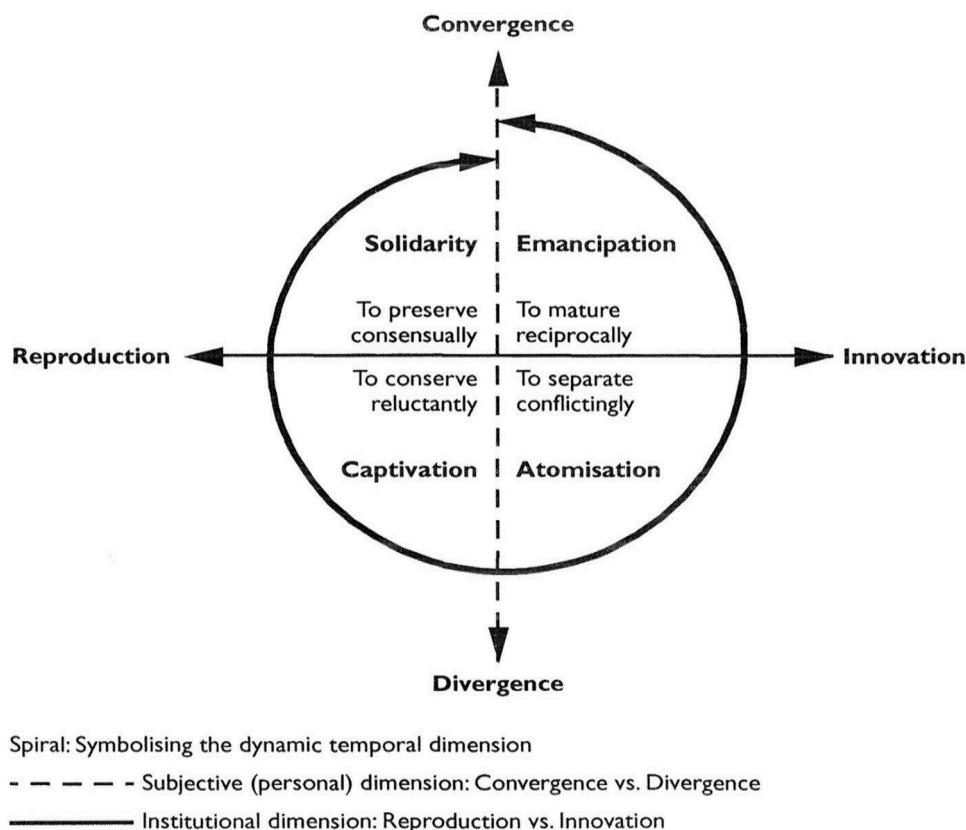 Convergence
Solidarity
Emancipation
To preserve
consensually
To mature
reciprocally
Reproduction
Innovation
To conserve
reluctantly
To separate
conflictingly
Captivation
Atomisation
Divergence
Spiral: Symbolising the dynamic temporal dimension
Subjective (personal) dimension: Convergence vs. Divergence
Institutional dimension: Reproduction vs. Innovation